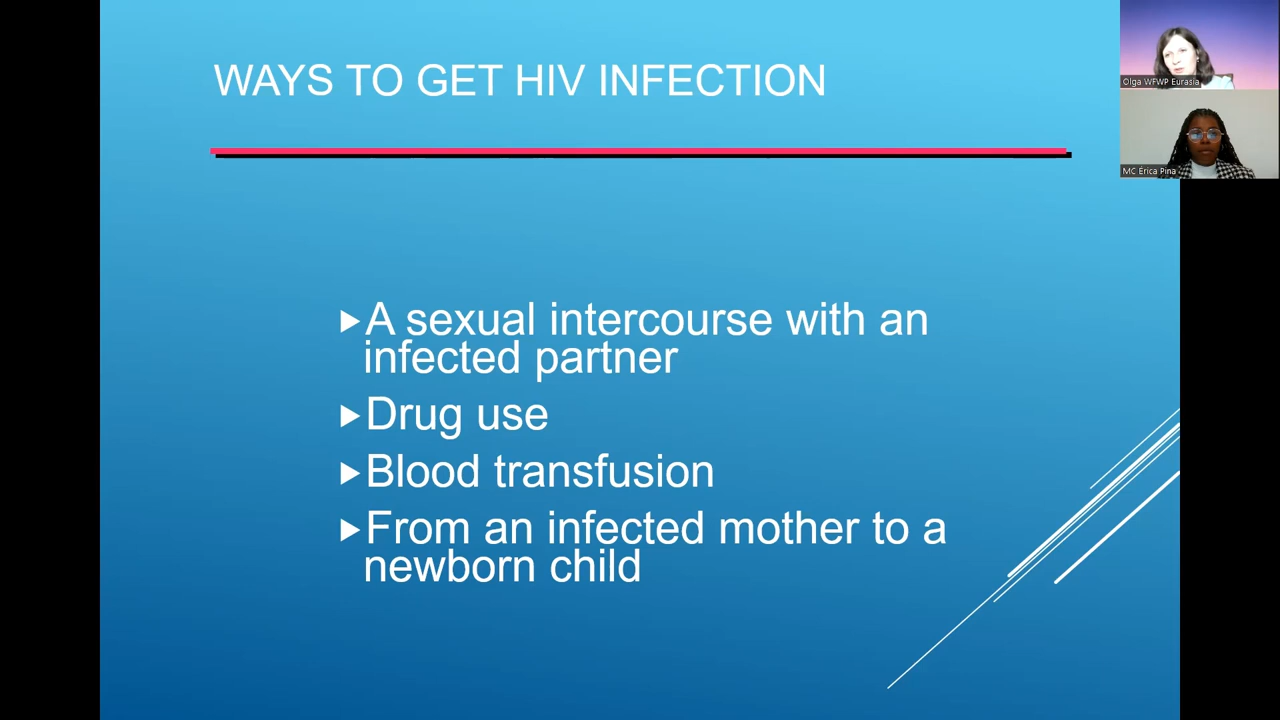 WAYS TO GET HIV INFECTION
Olga WFWP Eurasia
MC Érica Pina
A sexual intercourse with an
infected partner
Drug use
Blood transfusion
From an infected mother to a
newborn child